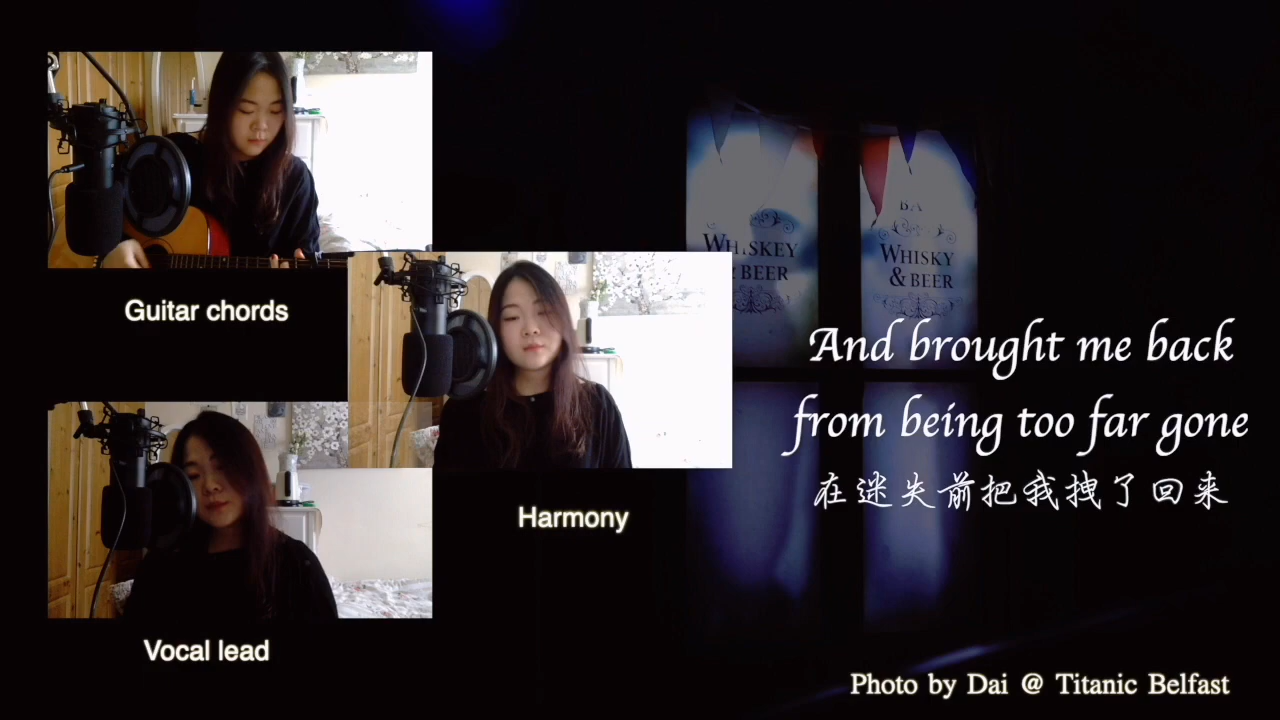 Guitar chords
Harmony
Vocal lead
WHISKEY
& BEER
BA
WHISKY
& BEER
And brought me back
from being too far gone
在迷失前把我拽了回来
Photo by Dai @ Titanic Belfast